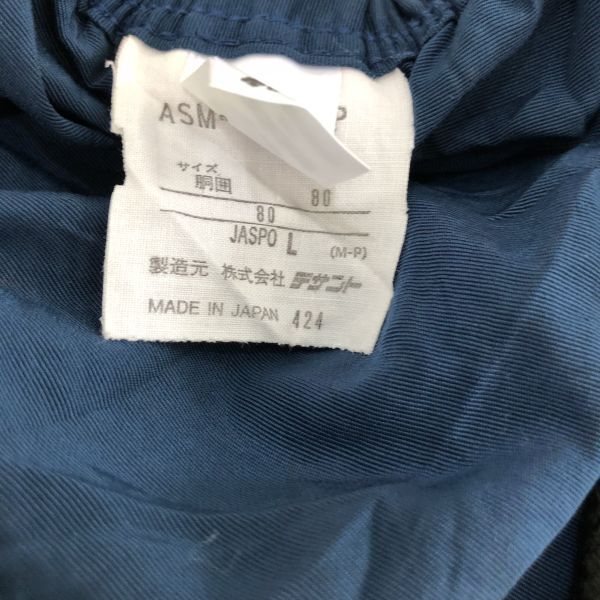 ASM-
P
サイズ
胴囲 80
80
JASPO L (M-P)
製造元 株式会社 デサント
MADE IN JAPAN 424